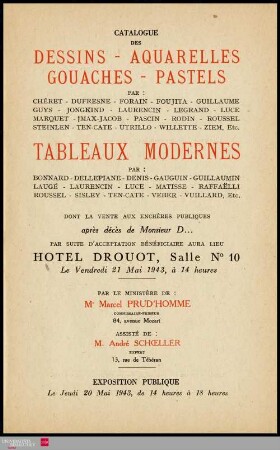 CATALOGUE
DES
DESSINS - AQUARELLES
GOUACHES - PASTELS
PAR :
CHÉRET - DUFRESNE - FORAIN - FOUJITA - GUILLAUME
GUYS - JONGKIND - LAURENCIN - LEGRAND - LUCE
MARQUET - JMAX-JACOB - PASCIN - RODIN - ROUSSEL
STEINLEN - TEN-CATE - UTRILLO - WILLETTE - ZIEM, Etc.
TABLEAUX MODERNES
PAR :
BONNARD - DELLEPIANE - DENIS - GAUGUIN - GUILLAUMIN
LAUGÉ - LAURENCIN - LUCE - MATISSE - RAFFAËLLI
ROUSSEL - SISLEY - TEN-CATE - VEBER - VUILLARD, Etc.
DONT LA VENTE AUX ENCHÈRES PUBLIQUES
après décès de Monsieur D...
PAR SUITE D'ACCEPTATION BÉNÉFICIAIRE AURA LIEU
HOTEL DROUOT, Salle No 10
Le Vendredi 21 Mai 1943, à 14 heures
PAR LE MINISTÈRE DE :
Me Marcel PRUD'HOMME
COMMISSAIRE-PRISEUR
84, avenue Mozart
ASSISTÉ DE :
M. André SCHŒLLER
EXPERT
13, rue de Téhéran
EXPOSITION PUBLIQUE
Le Jeudi 20 Mai 1943, de 14 heures à 18 heures